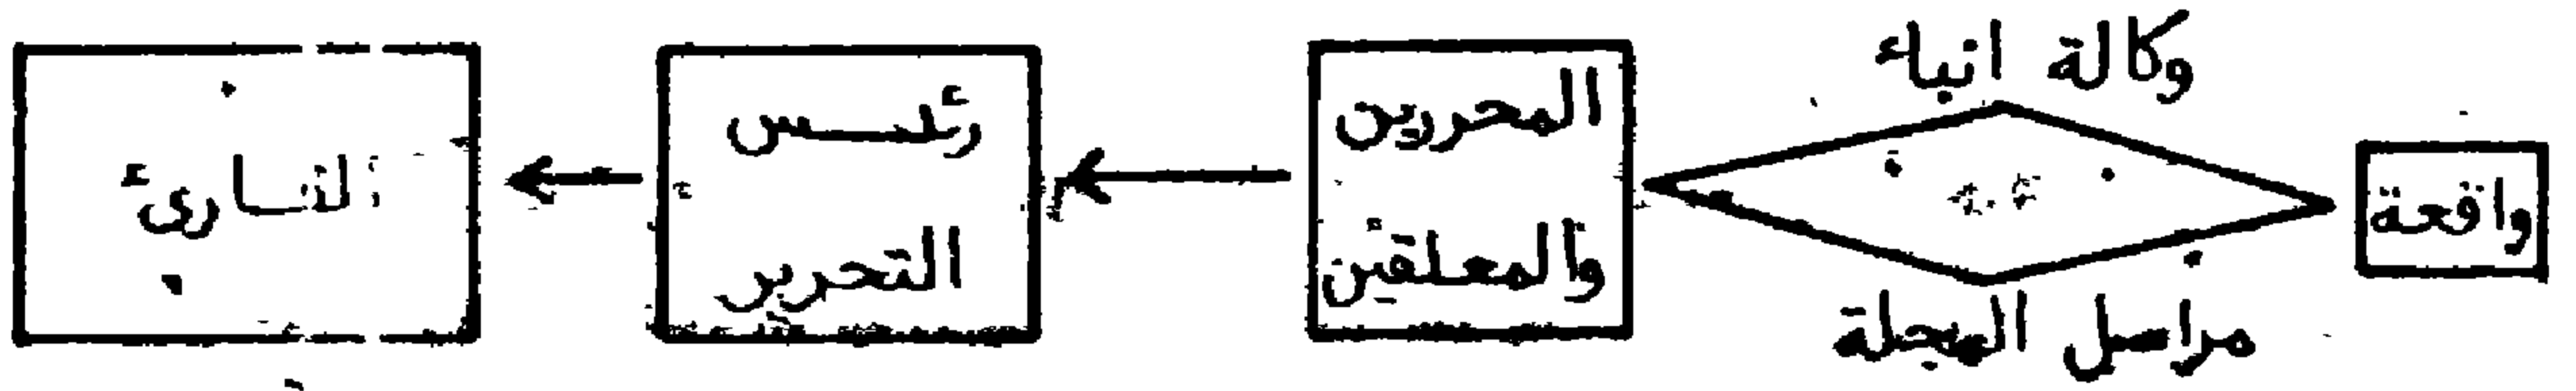 واقعة
وكالة انباء
مراسل المجلة
المحررين
والمعلقين
رئيس
التحرير
القارئ